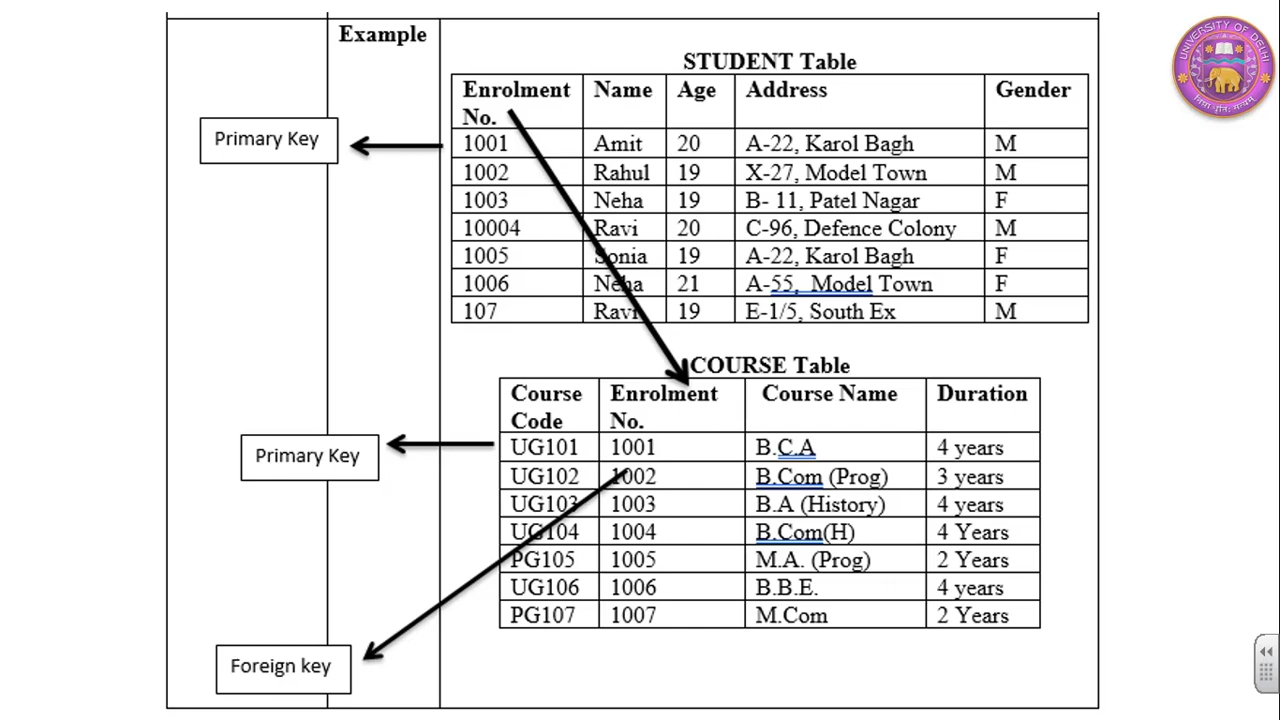 UNIVERSITY OF DELHI
Example
STUDENT Table
Enrolment No. Name Age Address Gender
Primary Key
1001 Amit 20 A-22, Karol Bagh M
1002 Rahul 19 X-27, Model Town M
1003 Neha 19 B- 11, Patel Nagar F
10004 Ravi 20 C-96, Defence Colony M
1005 Sonia 19 A-22, Karol Bagh F
1006 Neha 21 A-55, Model Town F
107 Ravi 19 E-1/5, South Ex M
COURSE Table
Course Code Enrolment No. Course Name Duration
Primary Key
UG101 1001 B.C.A 4 years
UG102 1002 B.Com (Prog) 3 years
UG103 1003 B.A (History) 4 years
UG104 1004 B.Com(H) 4 Years
PG105 1005 M.A. (Prog) 2 Years
UG106 1006 B.B.E. 4 years
PG107 1007 M.Com 2 Years
Foreign key